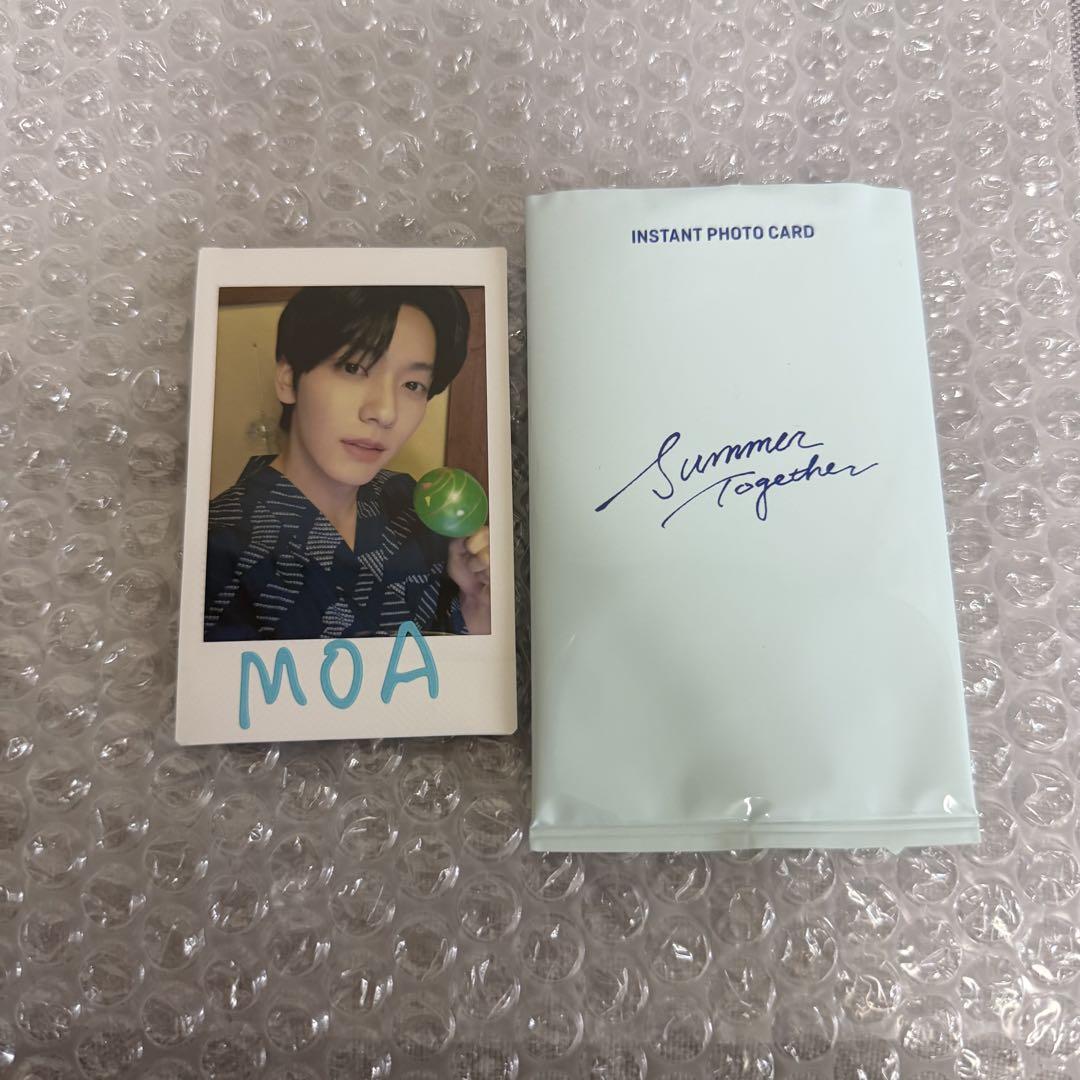 MOA
INSTANT PHOTO CARD
Summer
Together